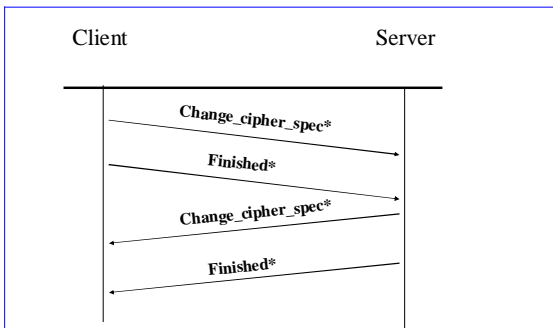 Client Server
Change_cipher_spec*
Finished*
Change_cipher_spec*
Finished*